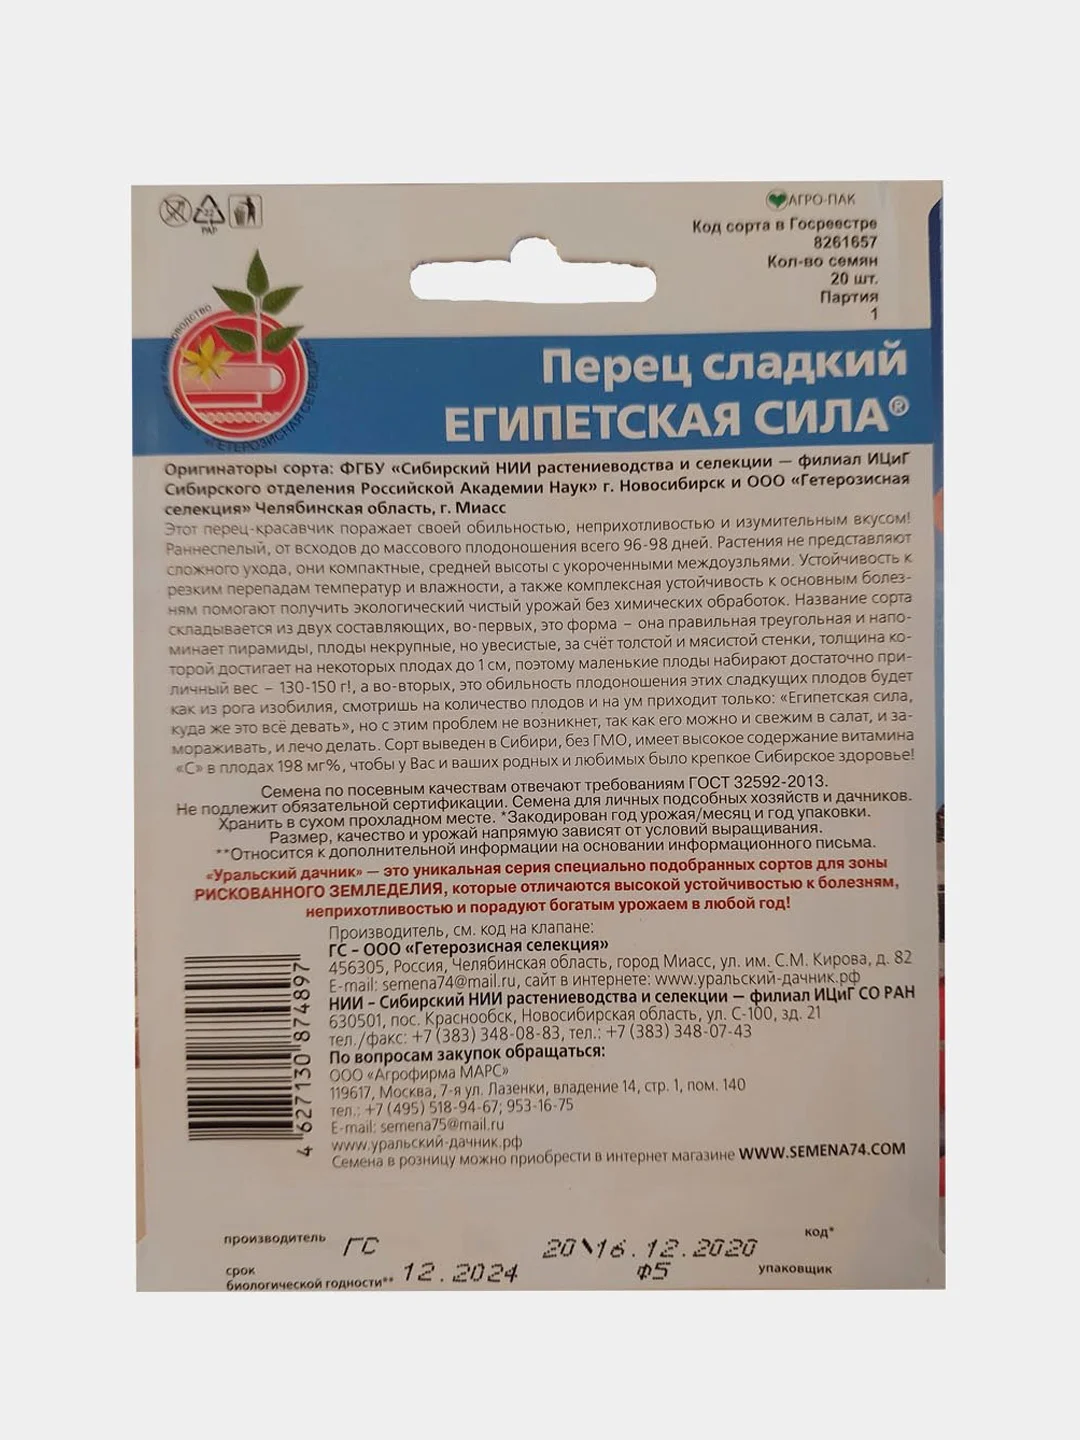 АГРО-ПАК
Код сорта в Госреестре
8261657
Кол-во семян
20 шт.
Партия
1
22
PAP
Перец сладкий
ЕГИПЕТСКАЯ СИЛА®
Оригинаторы сорта: ФГБУ «Сибирский НИИ растениеводства и селекции — филиал ИЦиГ
Сибирского отделения Российской Академии Наук» г. Новосибирск и ООО «Гетерозисная
селекция» Челябинская область, г. Миасс
Этот перец-красавчик поражает своей обильностью, неприхотливостью и изумительным вкусом!
Раннеспелый, от всходов до массового плодоношения всего 96-98 дней. Растения не представляют
сложного ухода, они компактные, средней высоты с укороченными междоузльями. Устойчивость к
резким перепадам температур и влажности, а также комплексная устойчивость к основным болез-
ням помогают получить экологический чистый урожай без химических обработок. Название сорта
складывается из двух составляющих, во-первых, это форма – она правильная треугольная и напо-
минает пирамиды, плоды некрупные, но увесистые, за счёт толстой и мясистой стенки, толщина ко-
торой достигает на некоторых плодах до 1 см, поэтому маленькие плоды набирают достаточно при-
личный вес – 130-150 г!, а во-вторых, это обильность плодоношения этих сладкущих плодов будет
как из рога изобилия, смотришь на количество плодов и на ум приходит только: «Египетская сила,
куда же это всё девать», но с этим проблем не возникнет, так как его можно и свежим в салат, и за-
мораживать, и лечо делать. Сорт выведен в Сибири, без ГМО, имеет высокое содержание витамина
«С» в плодах 198 мг%, чтобы у Вас и ваших родных и любимых было крепкое Сибирское здоровье!
Семена по посевным качествам отвечают требованиям ГОСТ 32592-2013.
Не подлежит обязательной сертификации. Семена для личных подсобных хозяйств и дачников.
Хранить в сухом прохладном месте. *Закодирован год урожая/месяц и год упаковки.
Размер, качество и урожай напрямую зависят от условий выращивания.
**Относится к дополнительной информации на основании информационного письма.
«Уральский дачник» — это уникальная серия специально подобранных сортов для зоны
РИСКОВАННОГО ЗЕМЛЕДЕЛИЯ, которые отличаются высокой устойчивостью к болезням,
неприхотливостью и порадуют богатым урожаем в любой год!
Производитель, см. код на клапане:
ГС – ООО «Гетерозисная селекция»
456305, Россия, Челябинская область, город Миасс, ул. им. С.М. Кирова, д. 82
E-mail: semena74@mail.ru, сайт в интернете: www.уральский-дачник.рф
НИИ – Сибирский НИИ растениеводства и селекции — филиал ИЦиГ СО РАН
630501, пос. Краснообск, Новосибирская область, ул. С-100, зд. 21
тел./факс: +7 (383) 348-08-83, тел.: +7 (383) 348-07-43
По вопросам закупок обращаться:
ООО «Агрофирма МАРС»
119617, Москва, 7-я ул. Лазенки, владение 14, стр. 1, пом. 140
тел.: +7 (495) 518-94-67; 953-16-75
E-mail: semena75@mail.ru
www.уральский-дачник.рф
Семена в розницу можно приобрести в интернет магазине WWW.SEMENA74.COM
4 627130 874897
производитель ГС 20\16.12.2020 код*
срок
биологической годности** 12.2024 Ф5 упаковщик